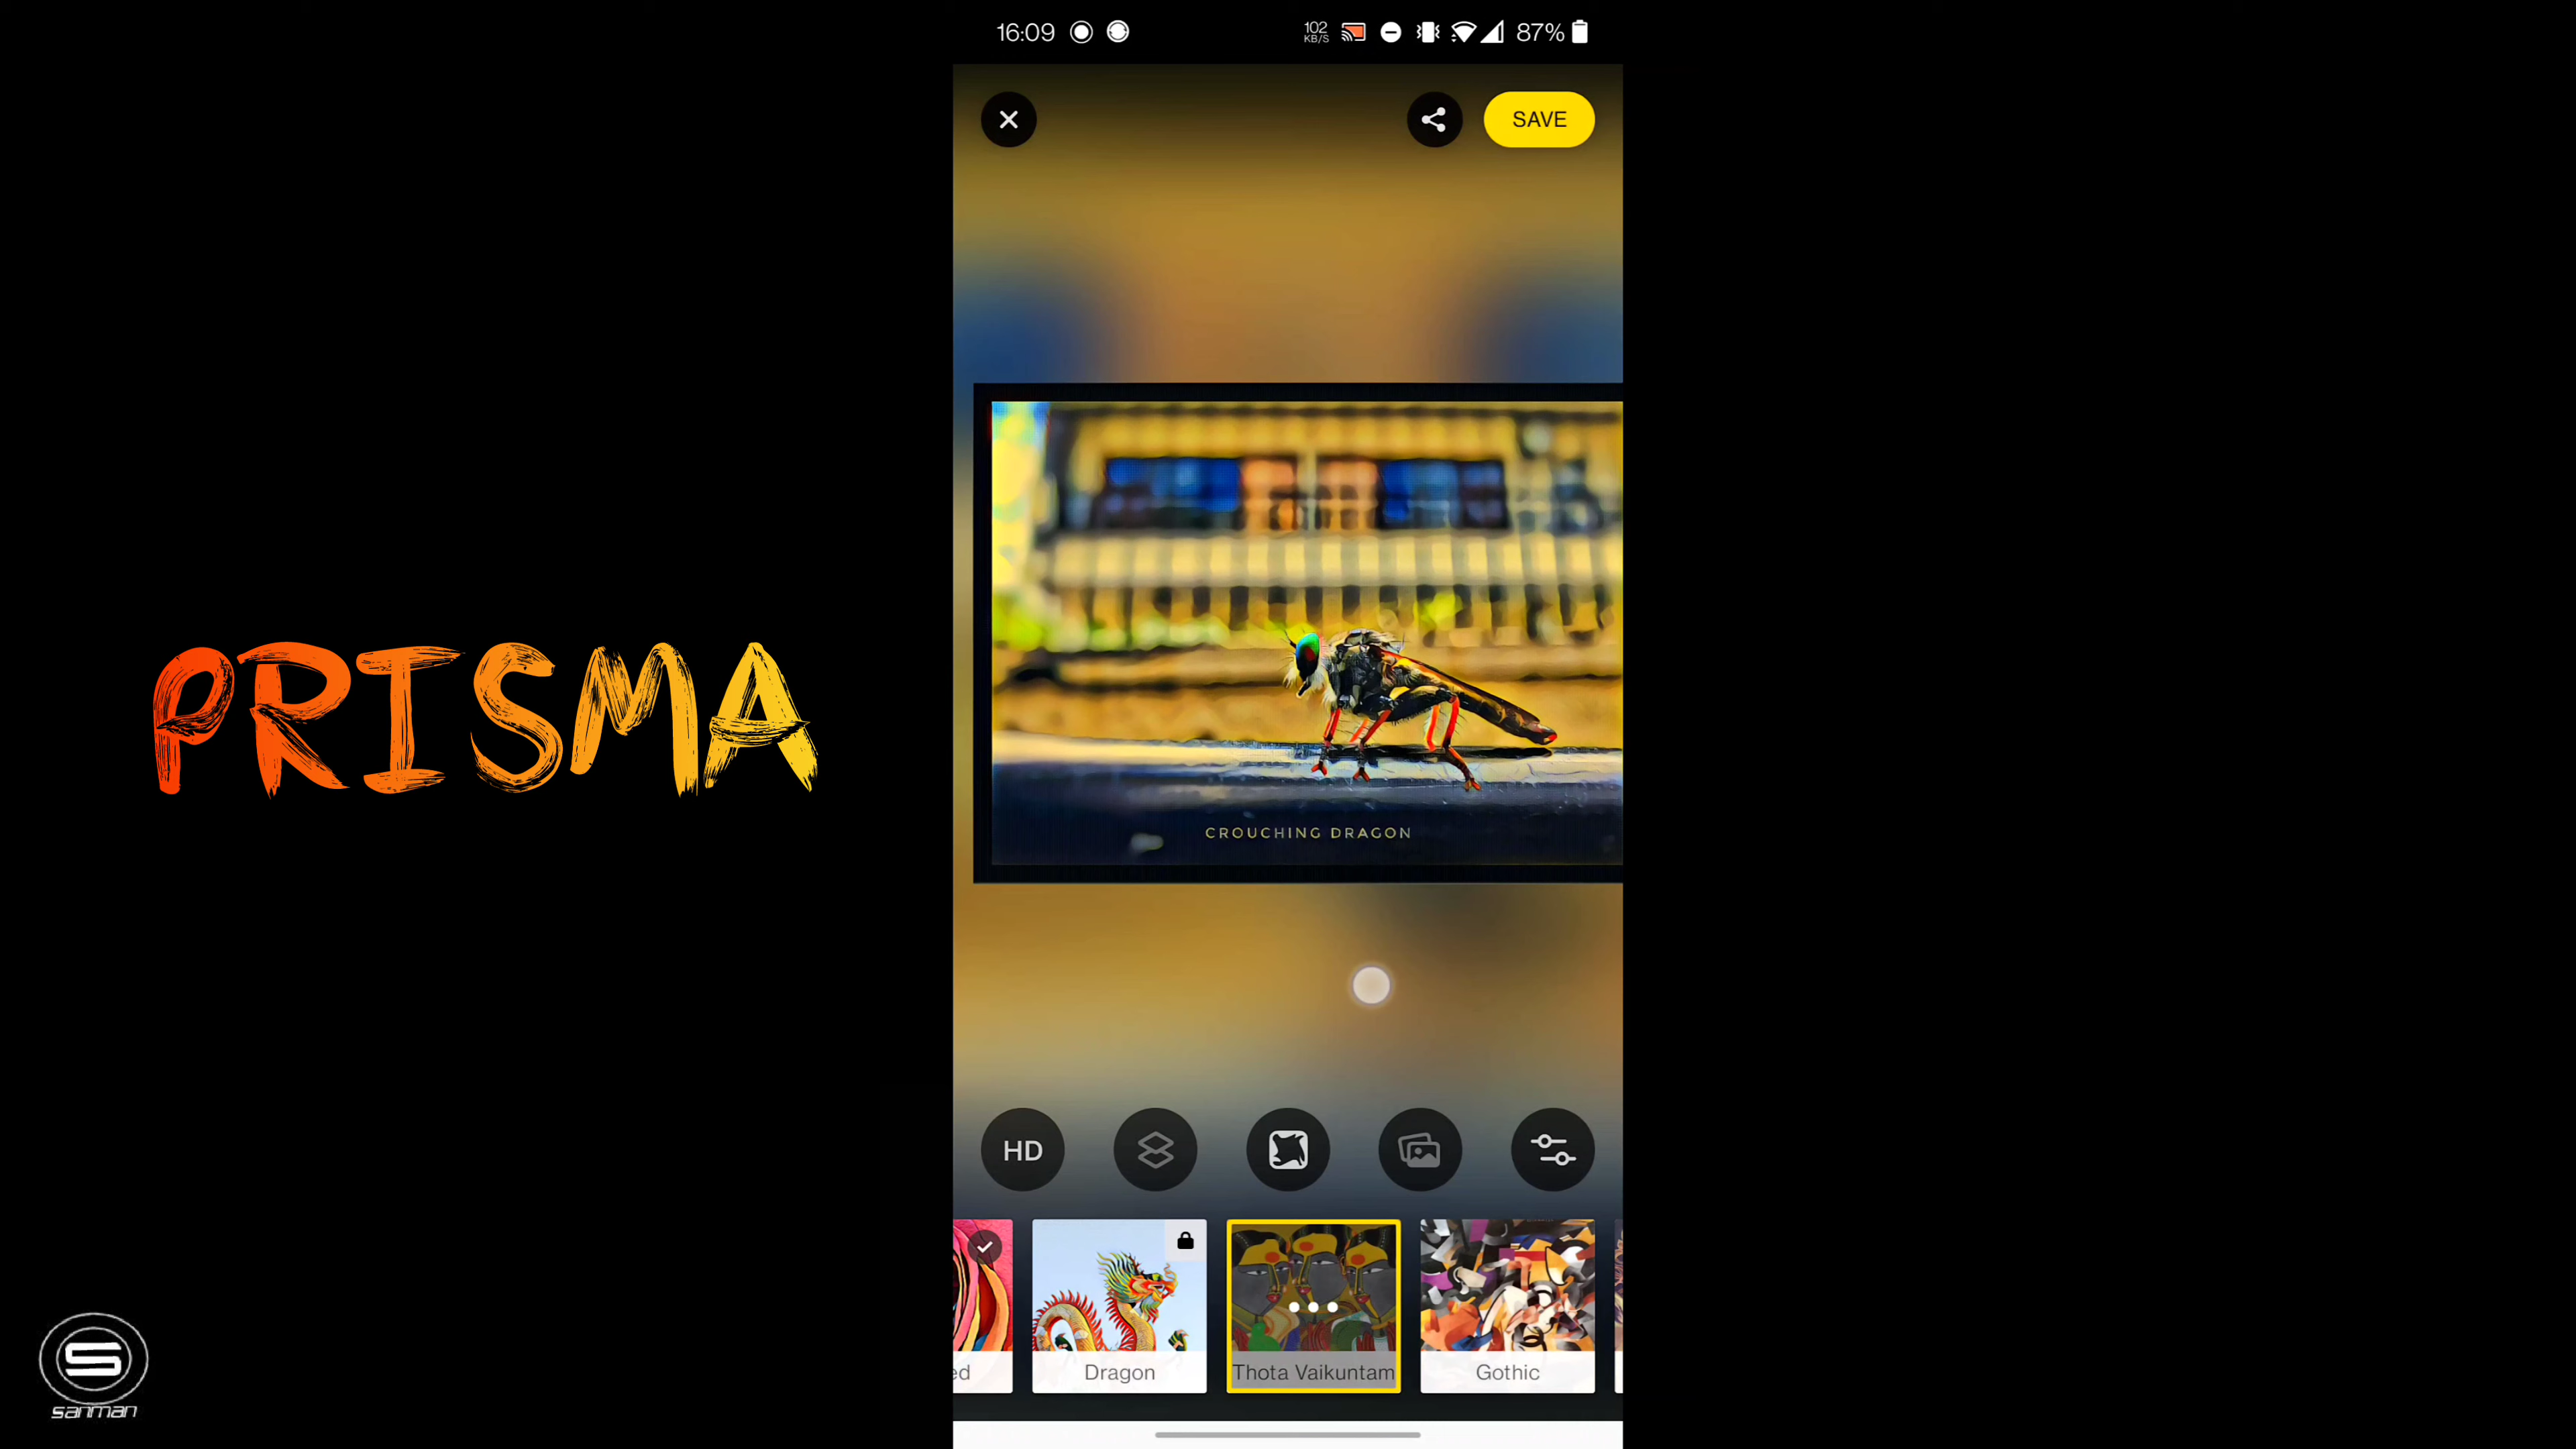 16:09
102
KB/S
87%
SAVE
PRISMA
CROUCHING DRAGON
HD
ed
Dragon
Thota Vaikuntam
Gothic
S
sanman